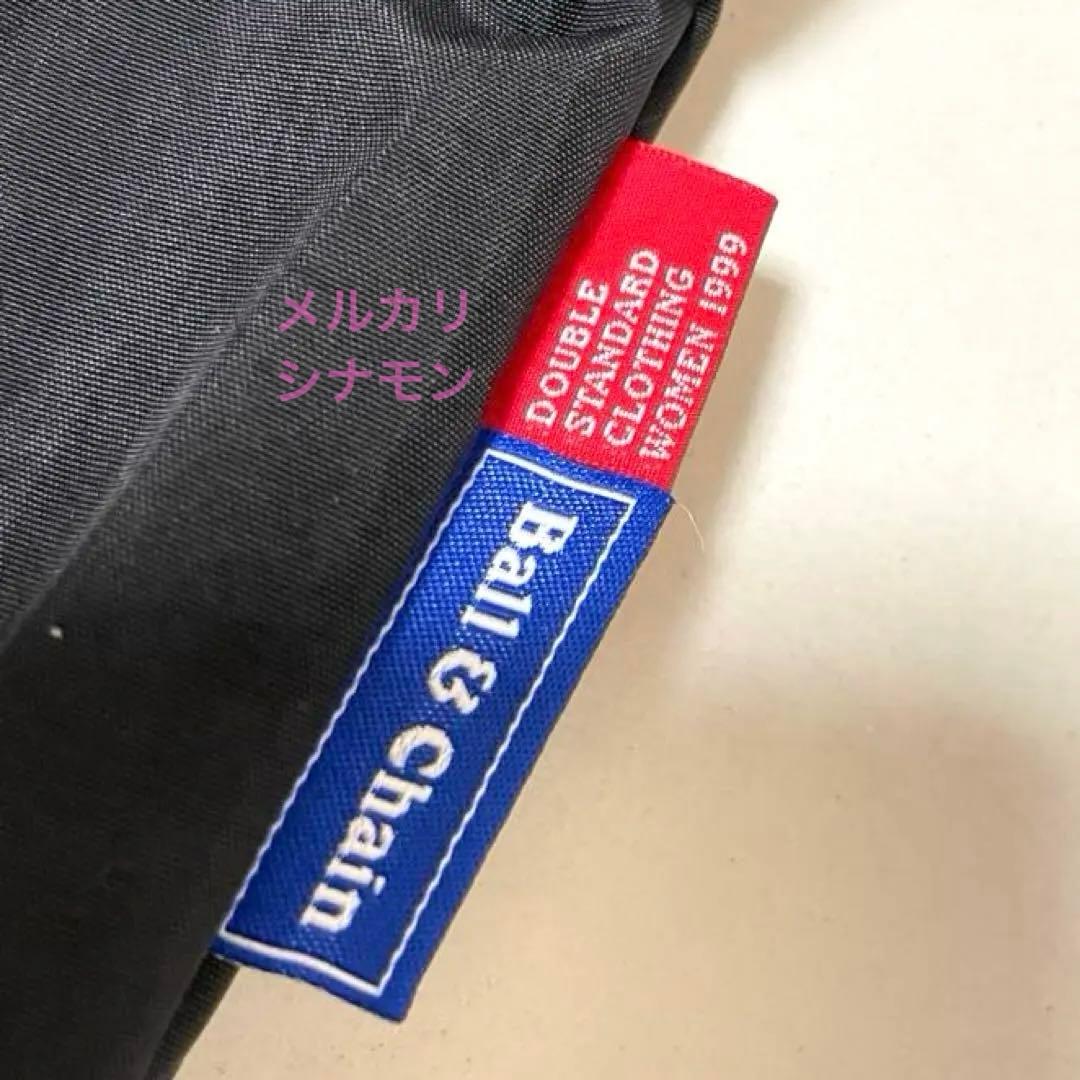 メルカリ
シナモン
DOUBLE
STANDARD
CLOTHING
WOMEN 1999
Ball & Chain